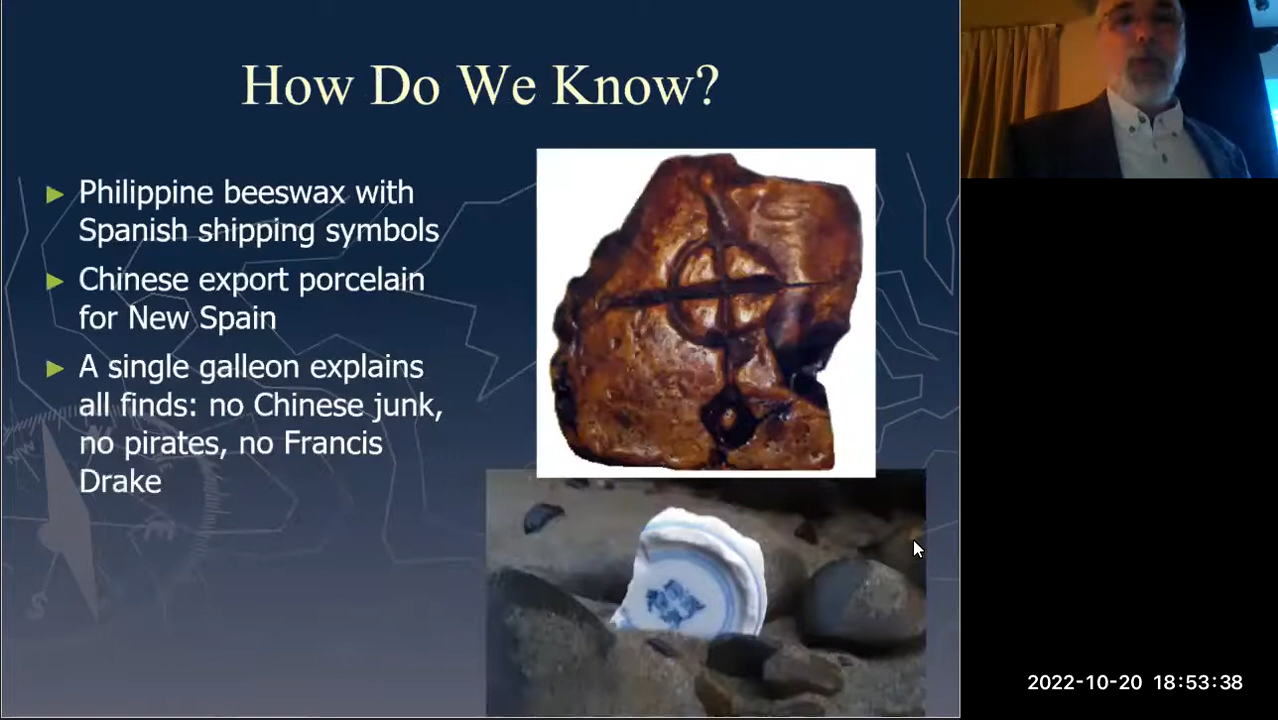 How Do We Know?
Philippine beeswax with
Spanish shipping symbols
Chinese export porcelain
for New Spain
A single galleon explains
all finds: no Chinese junk,
no pirates, no Francis
Drake
NW
E
S
2022-10-20 18:53:38